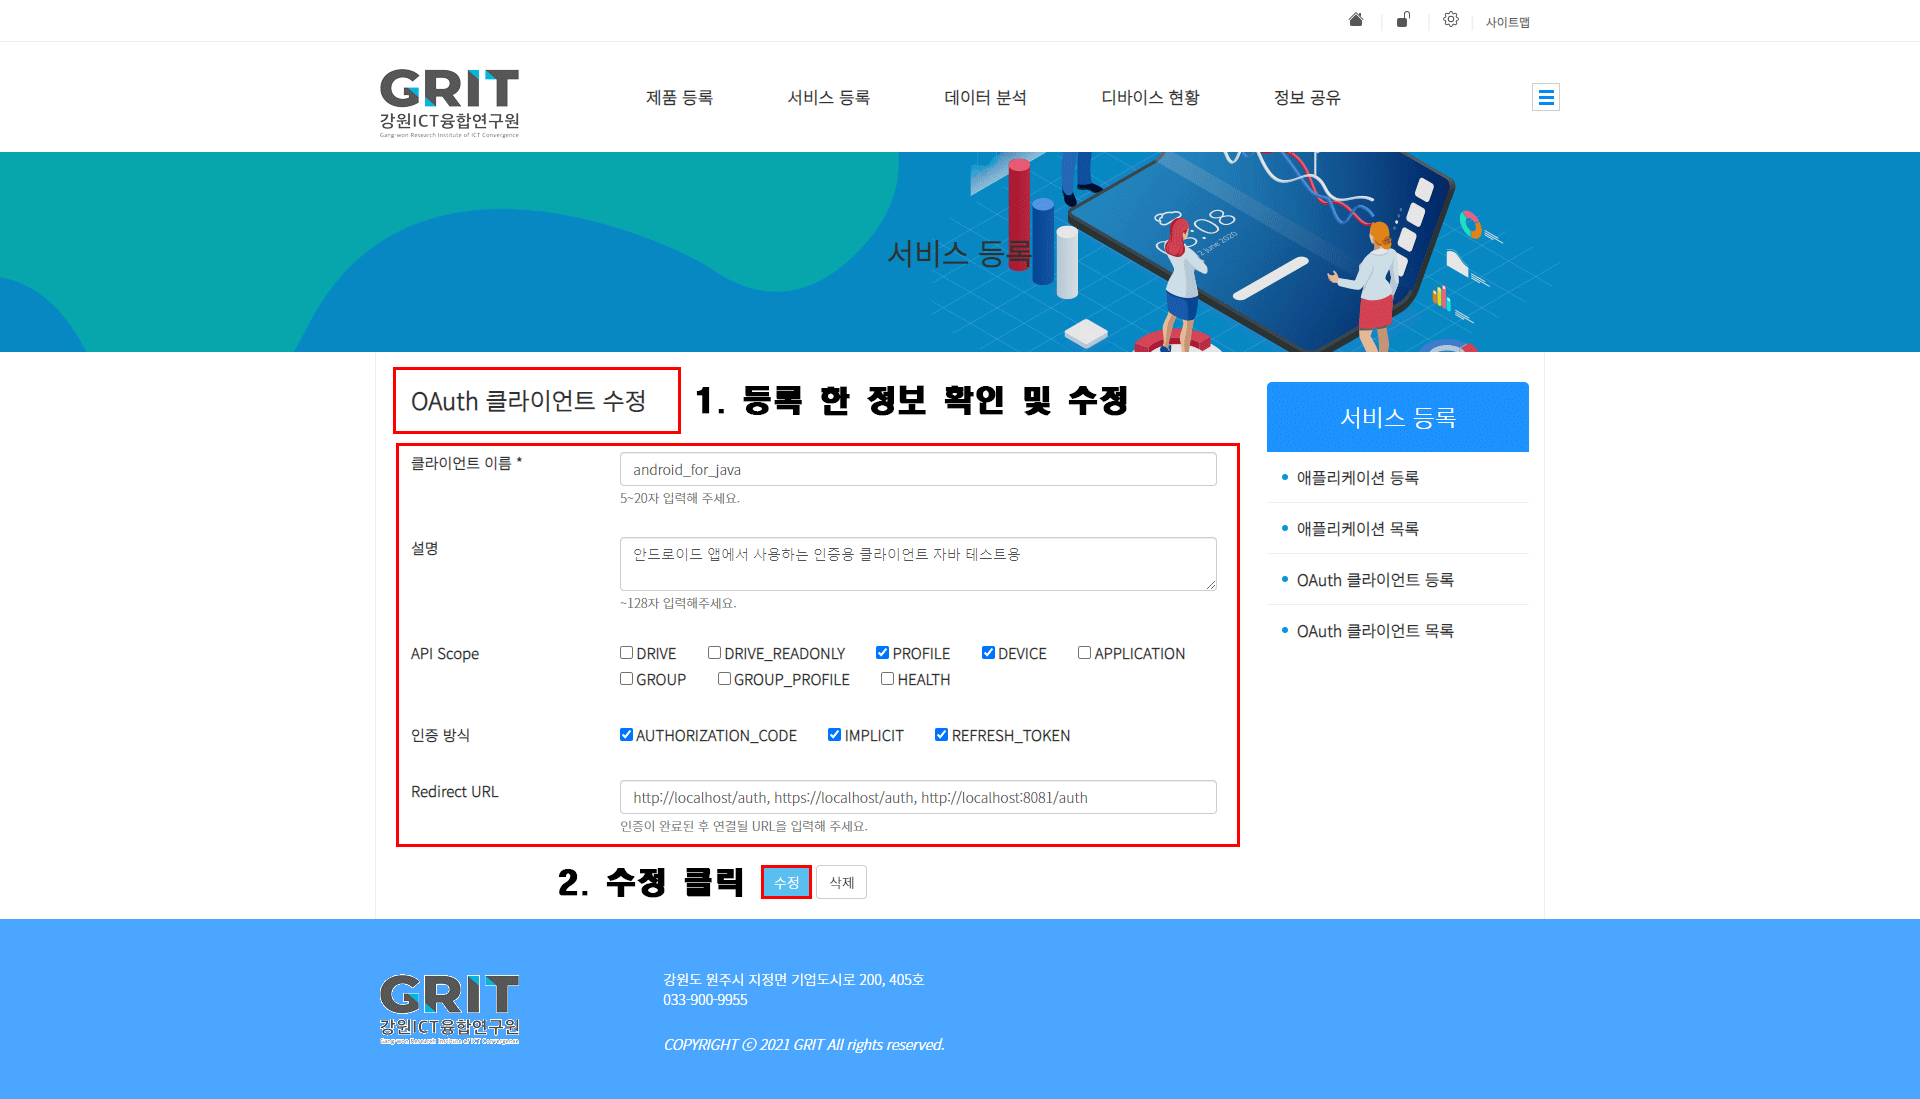 사이트맵
GRIT
강원ICT융합연구원
Gang-won Research Institute of ICT Convergence
제품 등록
서비스 등록
데이터 분석
디바이스 현황
정보 공유
서비스 등록
2 June 2020
OAuth 클라이언트 수정
1. 등록 한 정보 확인 및 수정
클라이언트 이름 *
android_for_java
5~20자 입력해 주세요.
설명
안드로이드 앱에서 사용하는 인증용 클라이언트 자바 테스트용
~128자 입력해주세요.
API Scope
DRIVE DRIVE_READONLY PROFILE DEVICE APPLICATION
GROUP GROUP_PROFILE HEALTH
인증 방식
AUTHORIZATION_CODE IMPLICIT REFRESH_TOKEN
Redirect URL
http://localhost/auth, https://localhost/auth, http://localhost:8081/auth
인증이 완료된 후 연결될 URL을 입력해 주세요.
2. 수정 클릭
수정
삭제
서비스 등록
애플리케이션 등록
애플리케이션 목록
OAuth 클라이언트 등록
OAuth 클라이언트 목록
GRIT
강원ICT융합연구원
Gang-won Research Institute of ICT Convergence
강원도 원주시 지정면 기업도시로 200, 405호
033-900-9955
COPYRIGHT ⓒ 2021 GRIT All rights reserved.